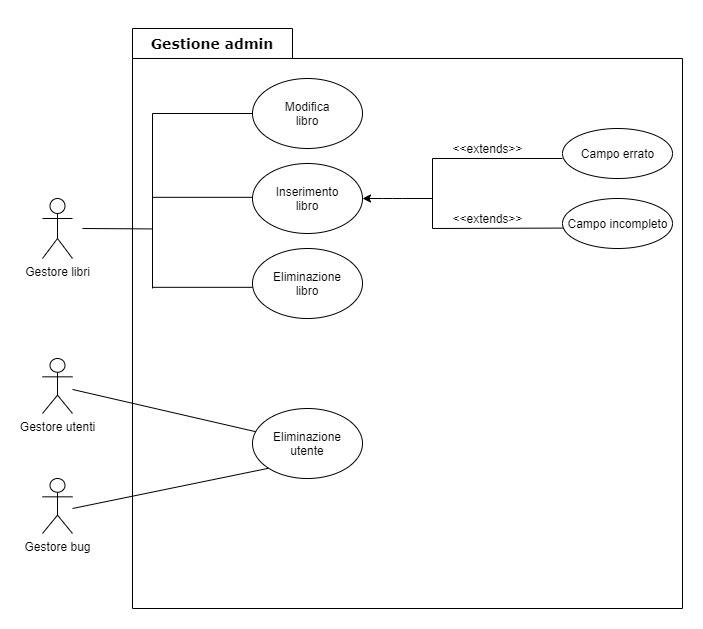 Gestione admin
Modifica
libro
<<extends>>
Campo errato
Inserimento
libro
<<extends>>
Campo incompleto
Gestore libri
Eliminazione
libro
Gestore utenti
Eliminazione
utente
Gestore bug